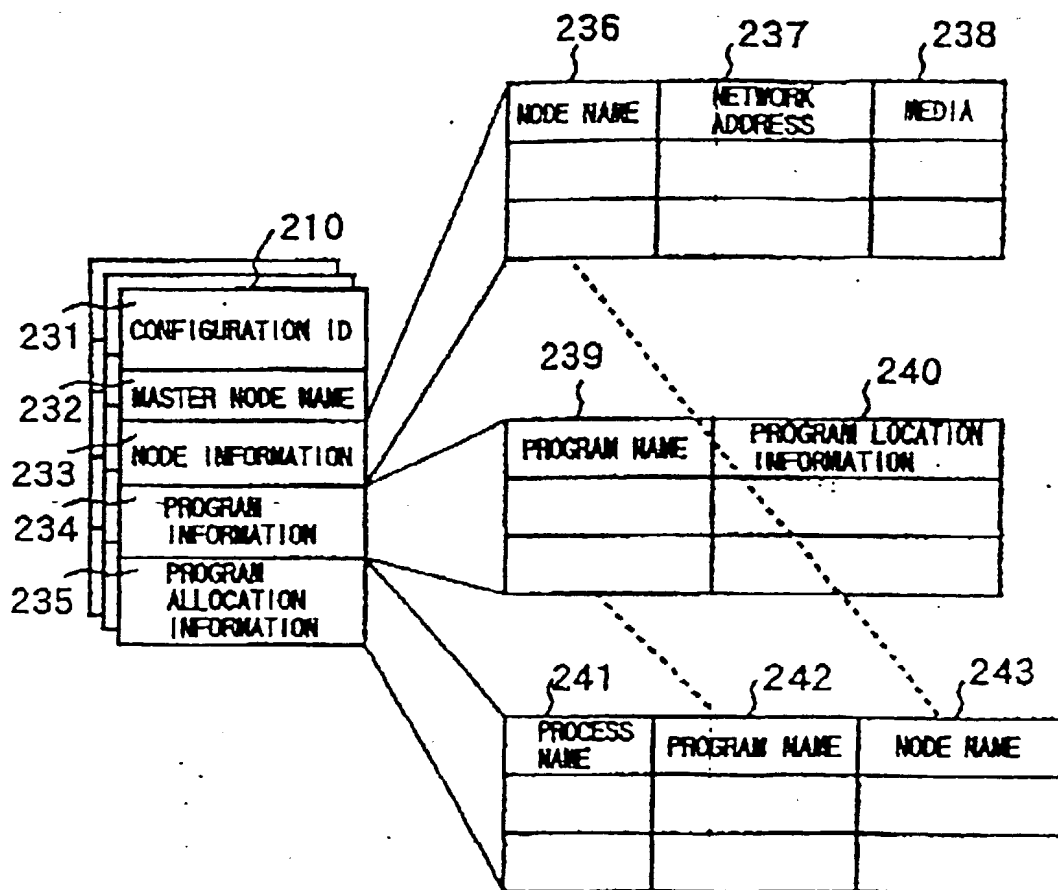 236 237 238
NODE NAME
NETWORK
ADDRESS
MEDIA
210
231
CONFIGURATION ID
232
MASTER NODE NAME
233
NODE INFORMATION
234
PROGRAM
INFORMATION
235
PROGRAM
ALLOCATION
INFORMATION
239
240
PROGRAM NAME
PROGRAM LOCATION
INFORMATION
241 242 243
PROCESS
NAME
PROGRAM NAME
NODE NAME